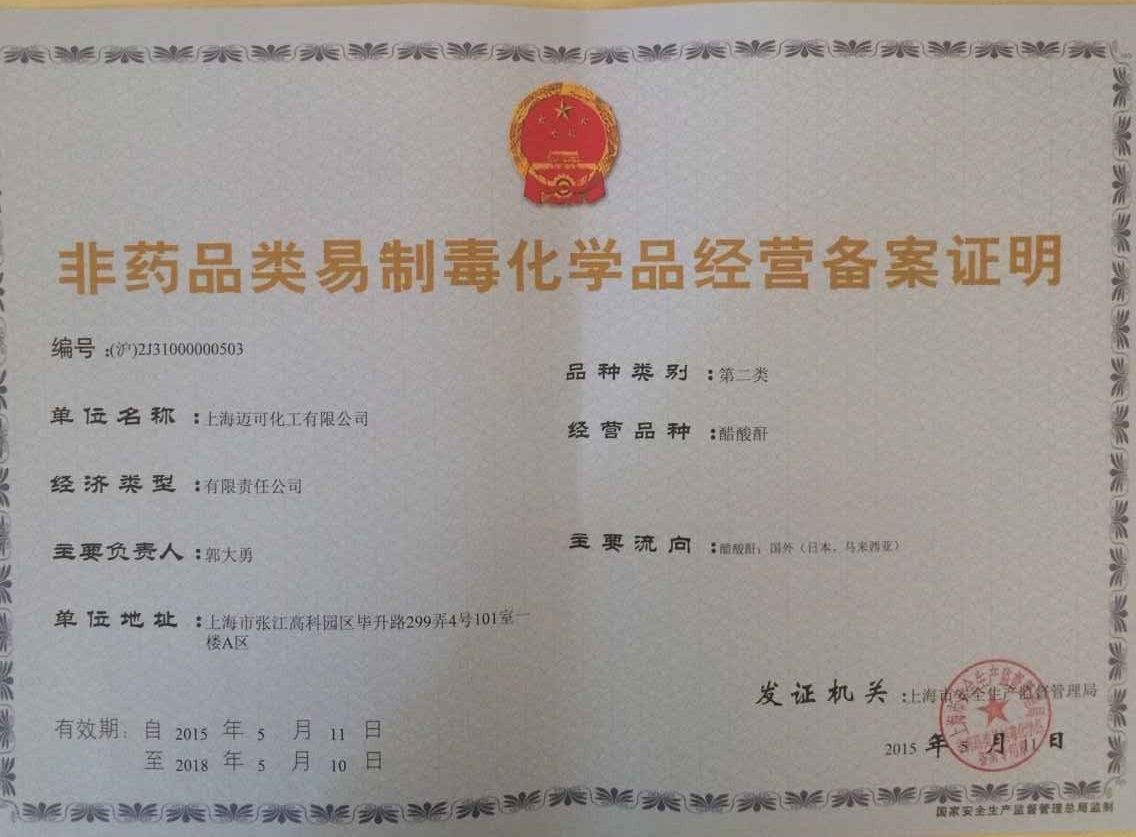 非药品类易制毒化学品经营备案证明
编号:(沪)2J31000000503
单位名称:上海迈可化工有限公司
经济类型:有限责任公司
主要负责人:郭大勇
单位地址:上海市张江高科园区毕升路299弄4号101室一
楼A区
有效期: 自 2015 年 5 月 11 日
至 2018 年 5 月 10 日
品种类别:第二类
经营品种:醋酸酐
主要流向:醋酸酐：国外（日本，马来西亚）
发证机关:上海市安全生产监督管理局
2015 年 5 月 11 日
国家安全生产监督管理总局监制